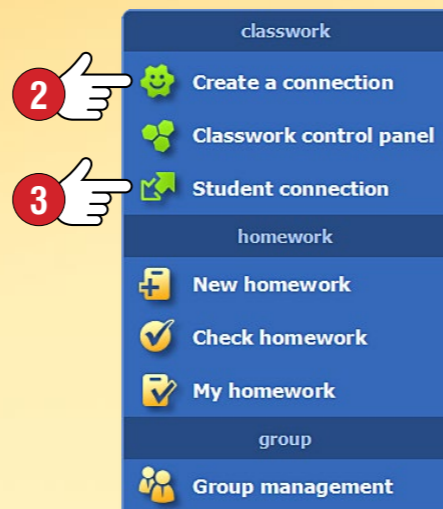 classwork
2
Create a connection
Classwork control panel
3
Student connection
homework
New homework
Check homework
My homework
group
Group management